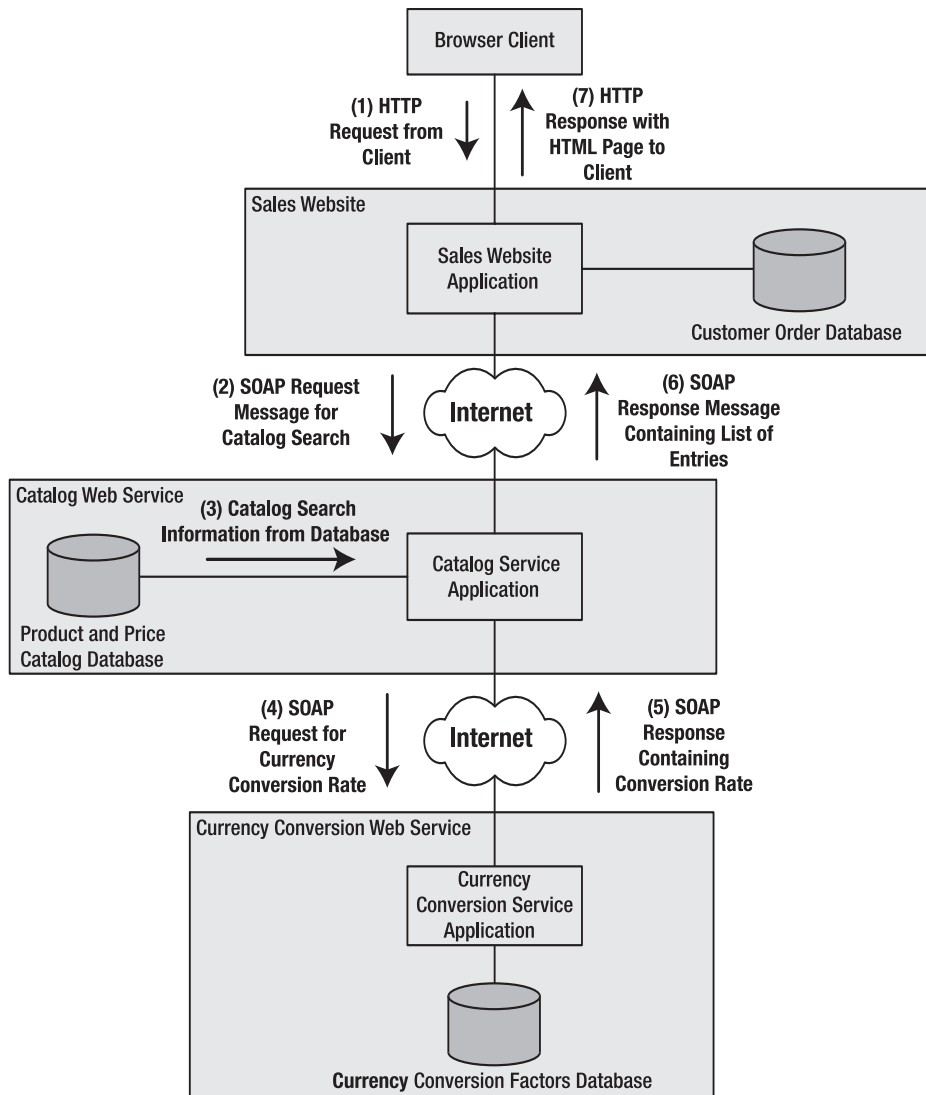 Browser Client
(1) HTTP
Request from
Client
(7) HTTP
Response with
HTML Page to
Client
Sales Website
Sales Website
Application
Customer Order Database
(2) SOAP Request
Message for
Catalog Search
Internet
(6) SOAP
Response Message
Containing List of
Entries
Catalog Web Service
(3) Catalog Search
Information from Database
Catalog Service
Application
Product and Price
Catalog Database
(4) SOAP
Request for
Currency
Conversion Rate
Internet
(5) SOAP
Response
Containing
Conversion Rate
Currency Conversion Web Service
Currency
Conversion Service
Application
Currency Conversion Factors Database